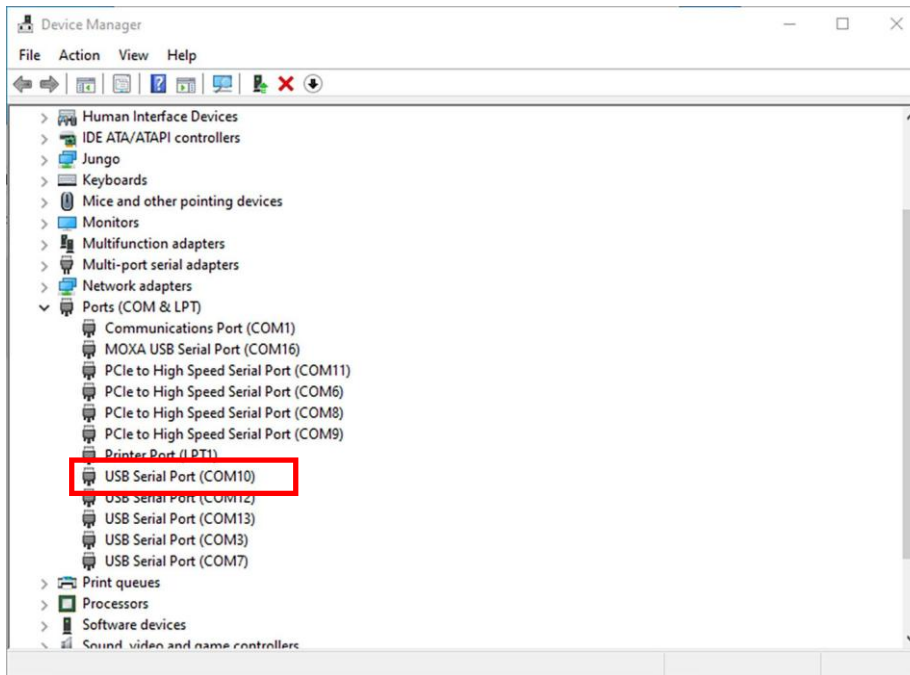 Device Manager
File Action View Help
Human Interface Devices
IDE ATA/ATAPI controllers
Jungo
Keyboards
Mice and other pointing devices
Monitors
Multifunction adapters
Multi-port serial adapters
Network adapters
Ports (COM & LPT)
Communications Port (COM1)
MOXA USB Serial Port (COM16)
PCIe to High Speed Serial Port (COM11)
PCIe to High Speed Serial Port (COM6)
PCIe to High Speed Serial Port (COM8)
PCIe to High Speed Serial Port (COM9)
Printer Port (LPT1)
USB Serial Port (COM10)
USB Serial Port (COM12)
USB Serial Port (COM13)
USB Serial Port (COM3)
USB Serial Port (COM7)
Print queues
Processors
Software devices
Sound, video and game controllers